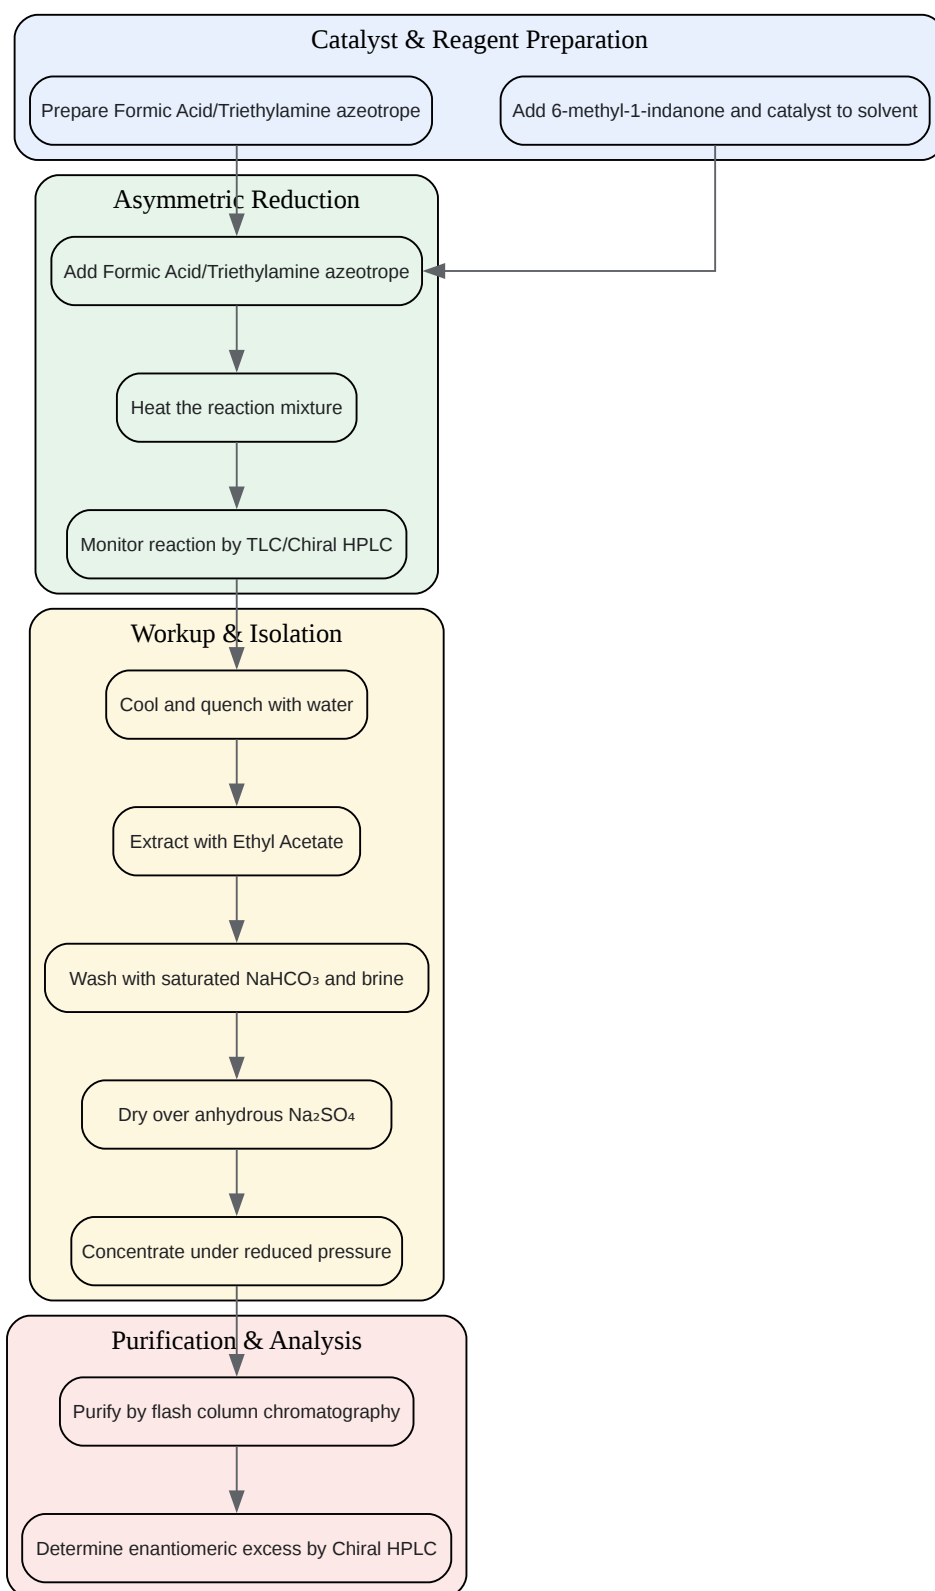 Catalyst & Reagent Preparation
Prepare Formic Acid/Triethylamine azeotrope
Add 6-methyl-1-indanone and catalyst to solvent
Asymmetric Reduction
Add Formic Acid/Triethylamine azeotrope
Heat the reaction mixture
Monitor reaction by TLC/Chiral HPLC
Workup & Isolation
Cool and quench with water
Extract with Ethyl Acetate
Wash with saturated NaHCO₃ and brine
Dry over anhydrous Na₂SO₄
Concentrate under reduced pressure
Purification & Analysis
Purify by flash column chromatography
Determine enantiomeric excess by Chiral HPLC